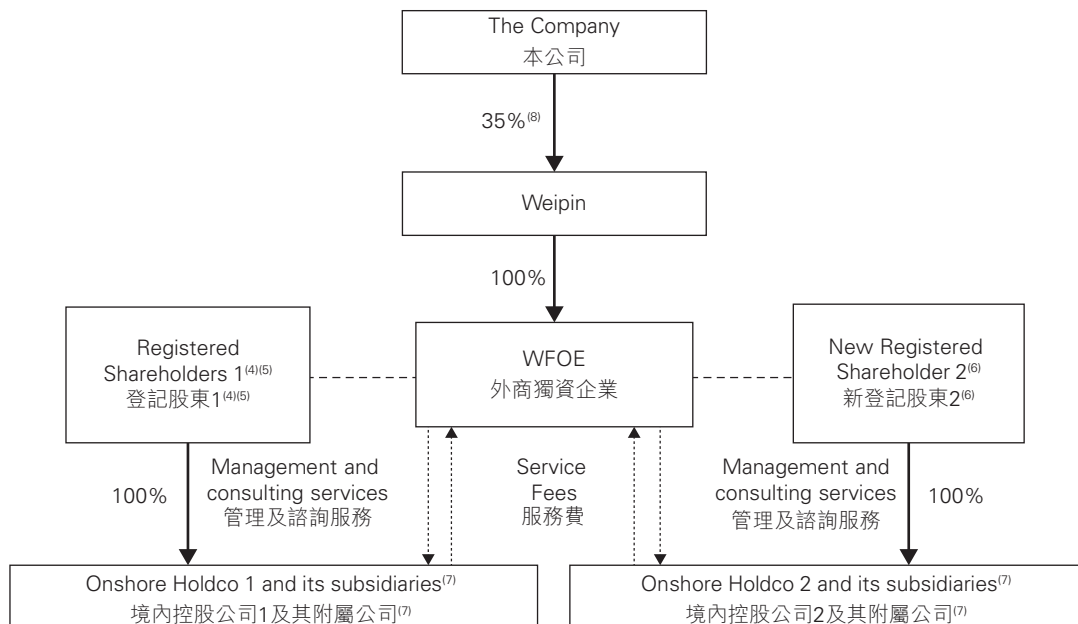 The Company
本公司
35%(8)
Weipin
100%
Registered
Shareholders 1(4)(5)
登記股東1(4)(5)
WFOE
外商獨資企業
New Registered
Shareholder 2(6)
新登記股東2(6)
100%
Management and
consulting services
管理及諮詢服務
Service
Fees
服務費
Management and
consulting services
管理及諮詢服務
100%
Onshore Holdco 1 and its subsidiaries(7)
境內控股公司1及其附屬公司(7)
Onshore Holdco 2 and its subsidiaries(7)
境內控股公司2及其附屬公司(7)